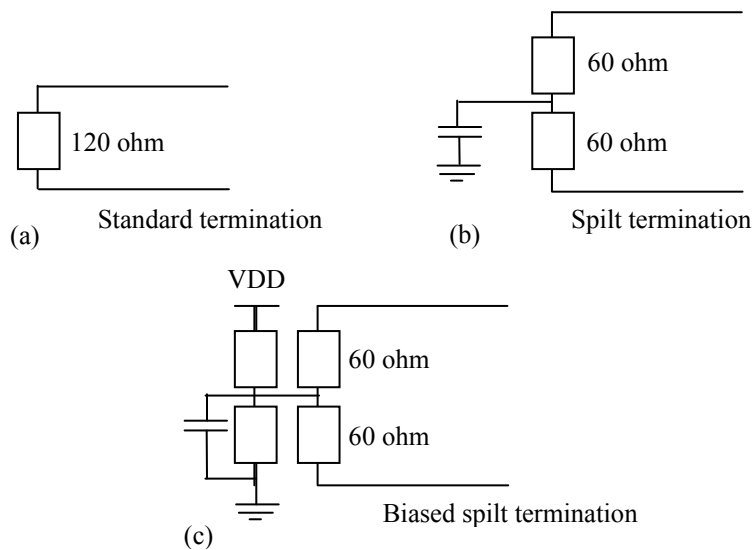 60 ohm
120 ohm
60 ohm
(a)
Standard termination
(b)
Spilt termination
VDD
60 ohm
60 ohm
(c)
Biased spilt termination